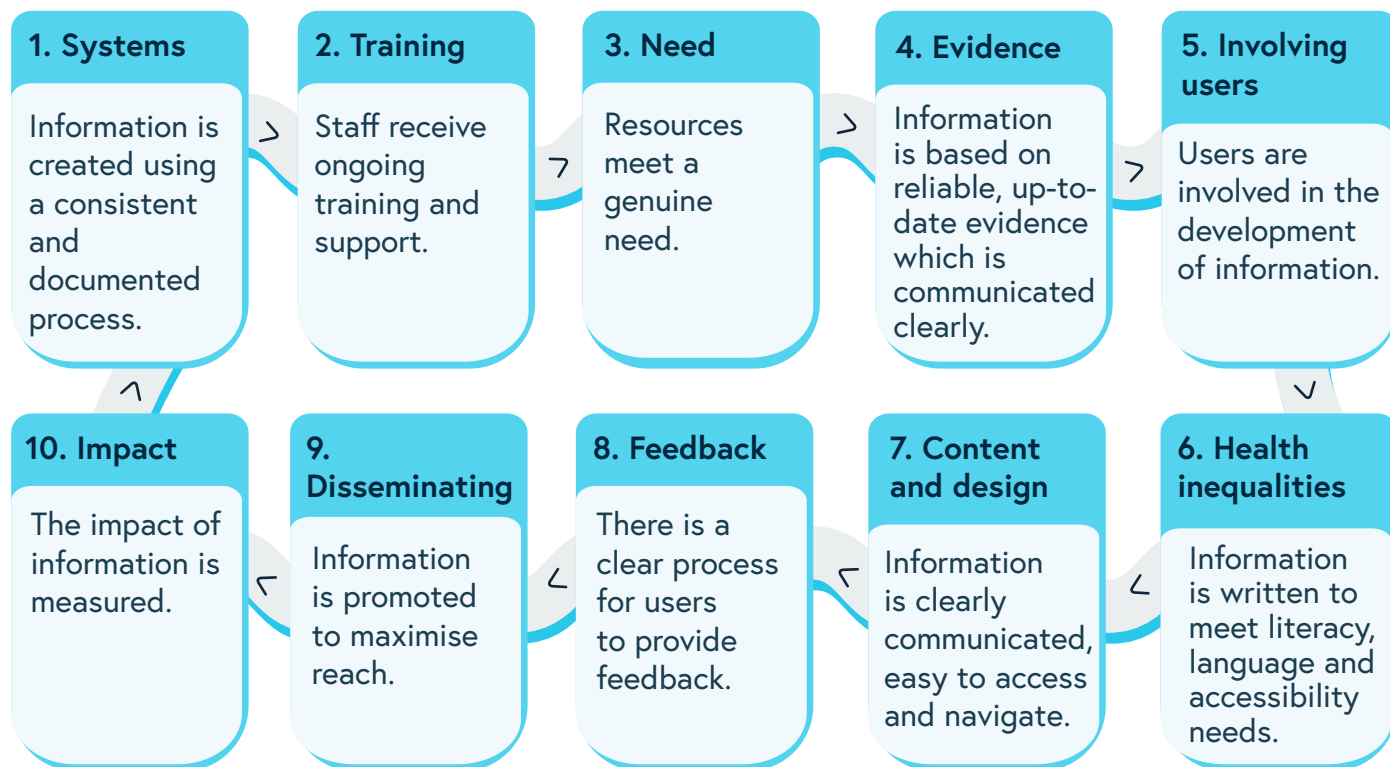 1. Systems
Information is
created using
a consistent
and
documented
process.
2. Training
Staff receive
ongoing
training and
support.
3. Need
Resources
meet a
genuine
need.
4. Evidence
Information
is based on
reliable, up-to-
date evidence
which is
communicated
clearly.
5. Involving
users
Users are
involved in the
development
of information.
6. Health
inequalities
Information
is written to
meet literacy,
language and
accessibility
needs.
7. Content
and design
Information
is clearly
communicated,
easy to access
and navigate.
8. Feedback
There is a
clear process
for users
to provide
feedback.
9.
Disseminating
Information
is promoted
to maximise
reach.
10. Impact
The impact of
information is
measured.